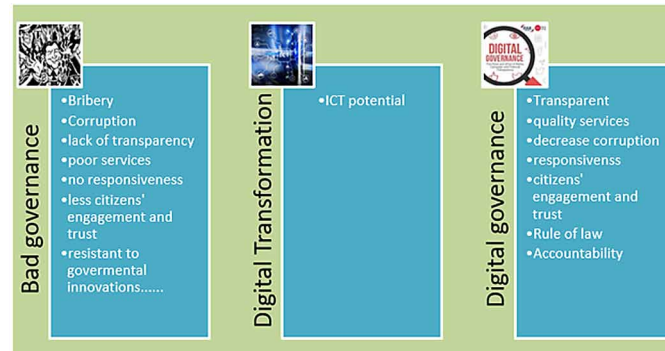 Bad governance
•Bribery
•Corruption
•lack of transparency
•poor services
•no responsiveness
•less citizens'
engagement and
trust
•resistant to
govermental
innovations......
Digital Transformation
•ICT potential
DIGITAL
GOVERNANCE
Digital governance
•Transparent
•quality services
•decrease corruption
•responsivenss
•citizens'
engagement and
trust
•Rule of law
•Accountability